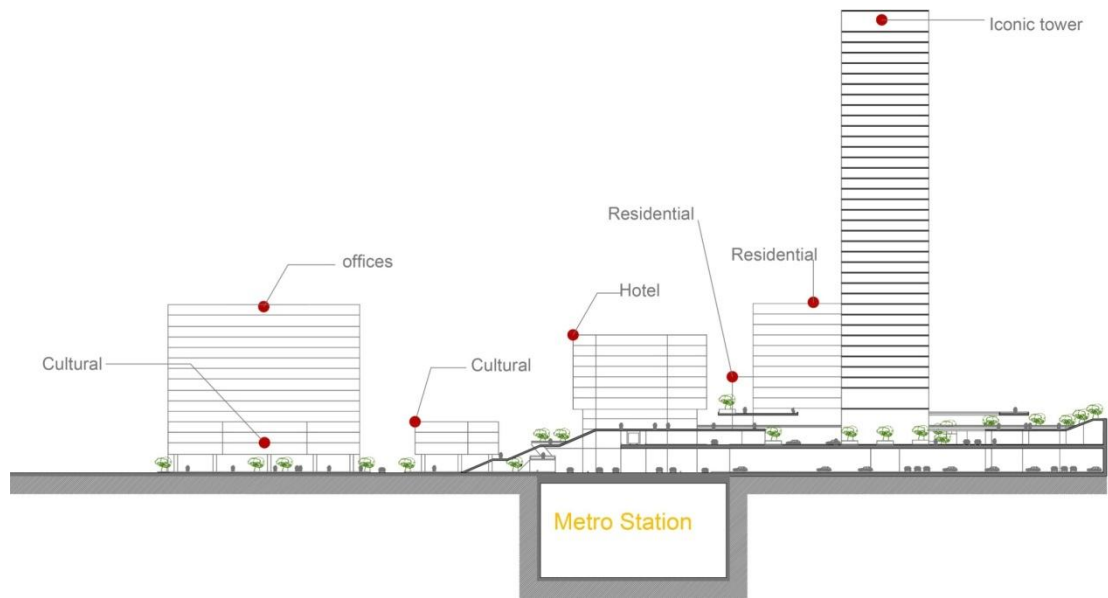 Iconic tower
Residential
Residential
offices
Hotel
Cultural
Cultural
Metro Station